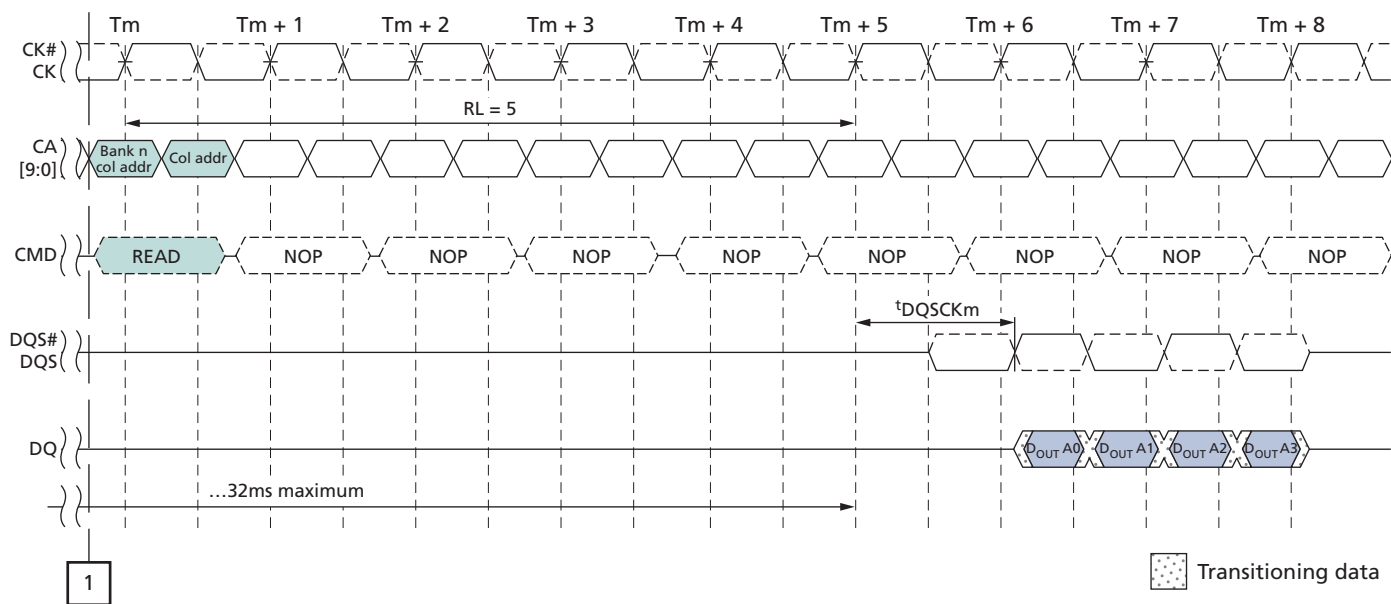 Tm Tm + 1 Tm + 2 Tm + 3 Tm + 4 Tm + 5 Tm + 6 Tm + 7 Tm + 8
CK#
CK
RL = 5
CA
[9:0]
Bank n
col addr
Col addr
CMD READ NOP NOP NOP NOP NOP NOP NOP NOP
tDQSCKm
DQS#
DQS
DQ DOUT A0 DOUT A1 DOUT A2 DOUT A3
…32ms maximum
1
Transitioning data